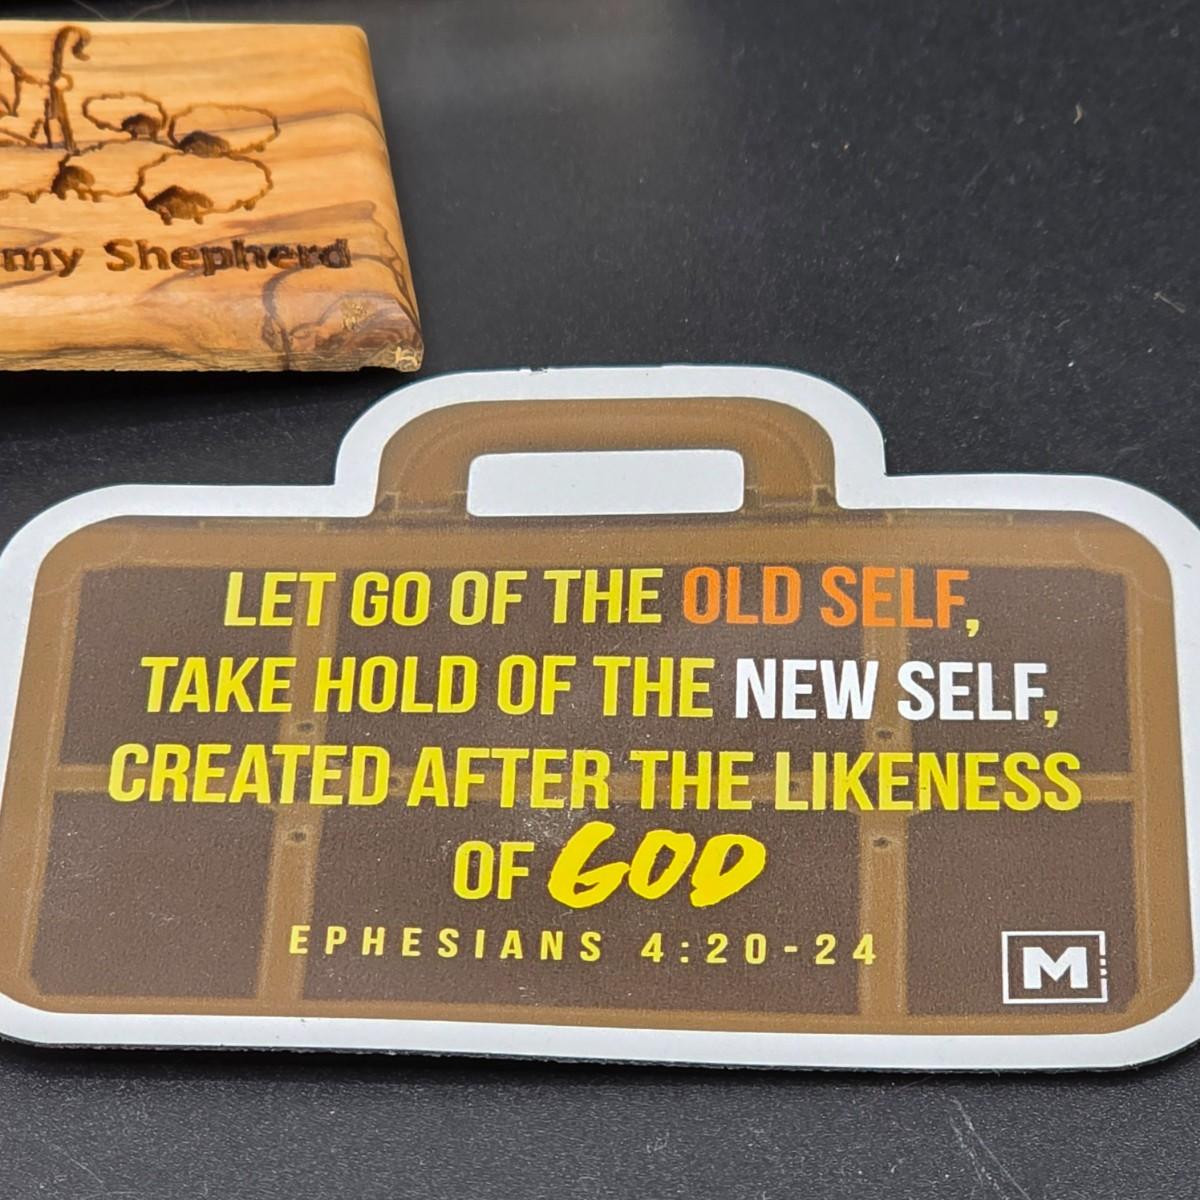 my Shepherd
LET GO OF THE OLD SELF,
TAKE HOLD OF THE NEW SELF,
CREATED AFTER THE LIKENESS
OF GOD
EPHESIANS 4:20-24
M